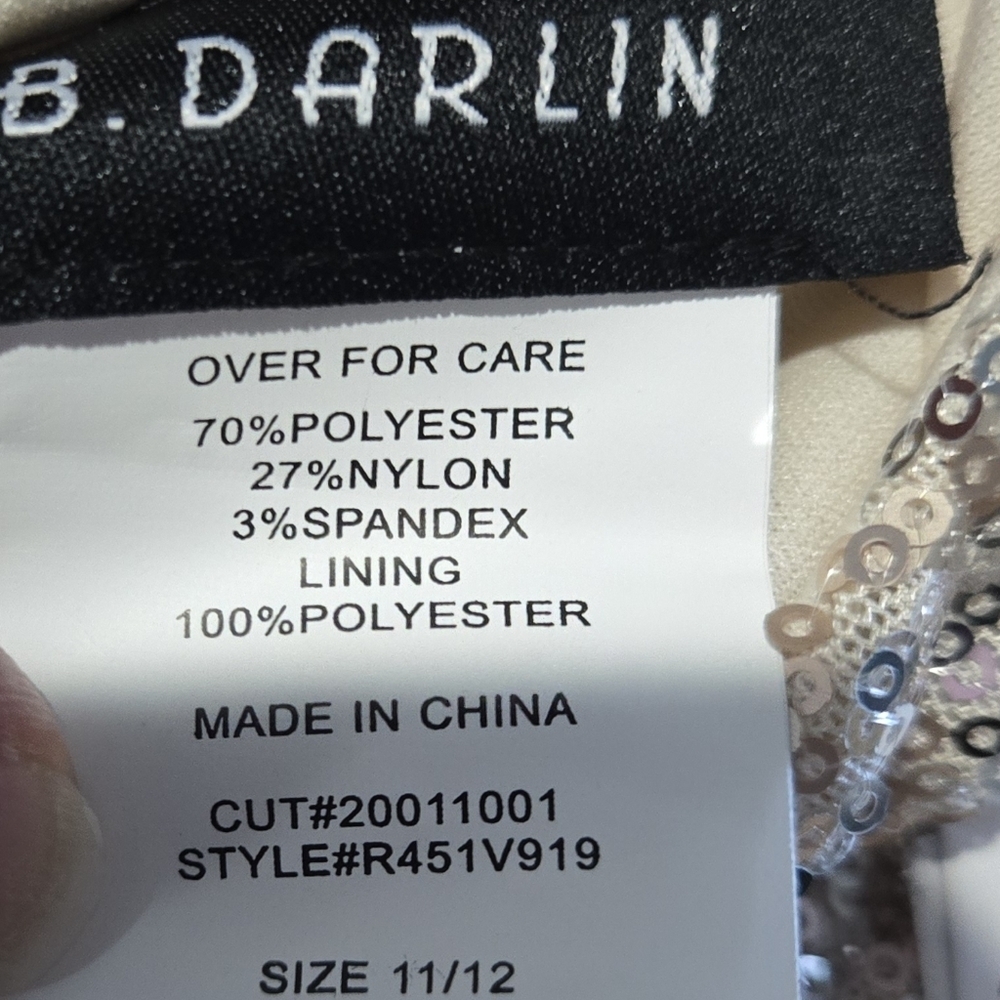 B. DARLIN
OVER FOR CARE
70%POLYESTER
27%NYLON
3%SPANDEX
LINING
100%POLYESTER
MADE IN CHINA
CUT#20011001
STYLE#R451V919
SIZE 11/12